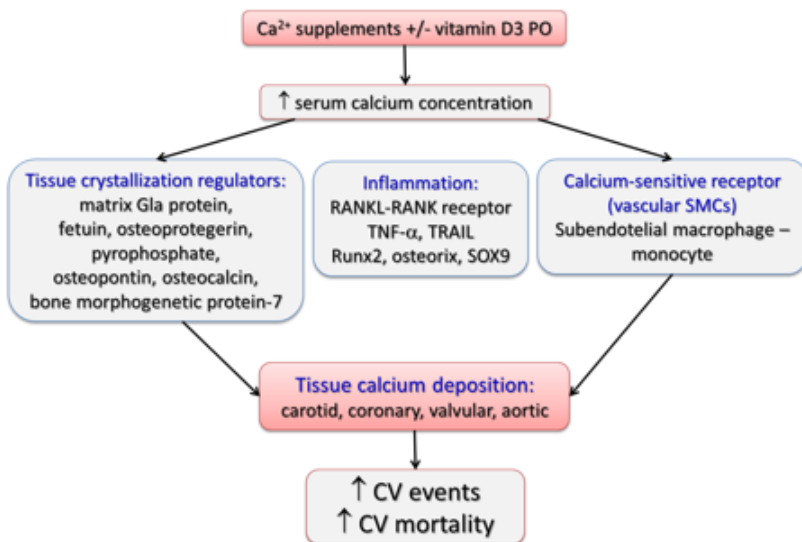 Ca²⁺ supplements +/- vitamin D3 PO
↑ serum calcium concentration
Tissue crystallization regulators:
matrix Gla protein,
fetuin, osteoprotegerin,
pyrophosphate,
osteopontin, osteocalcin,
bone morphogenetic protein-7
Inflammation:
RANKL-RANK receptor
TNF-α, TRAIL
Runx2, osteorix, SOX9
Calcium-sensitive receptor
(vascular SMCs)
Subendotelial macrophage –
monocyte
Tissue calcium deposition:
carotid, coronary, valvular, aortic
↑ CV events
↑ CV mortality